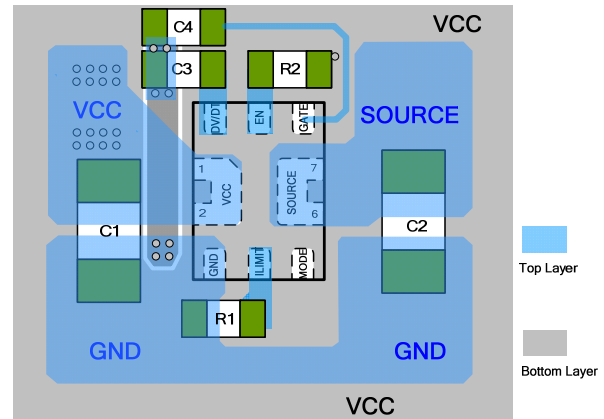 C4
VCC
C3
R2
VCC
DV/DT
EN
GATE
SOURCE
1
VCC
2
7
SOURCE
6
C1
C2
GND
ILIMIT
MODE
Top Layer
R1
GND
GND
Bottom Layer
VCC